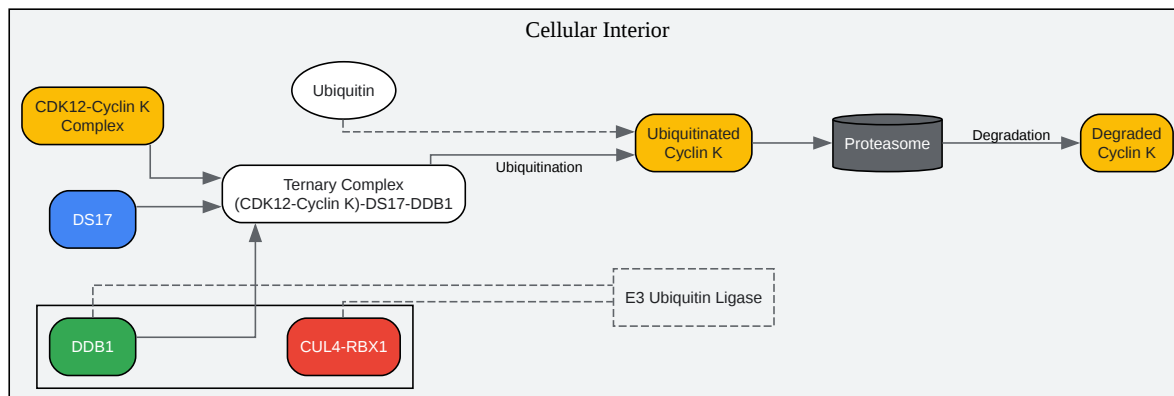 Cellular Interior
Ubiquitin
CDK12-Cyclin K
Complex
Ubiquitinated
Cyclin K
Proteasome
Degradation
Degraded
Cyclin K
Ubiquitination
Ternary Complex
(CDK12-Cyclin K)-DS17-DDB1
DS17
E3 Ubiquitin Ligase
DDB1
CUL4-RBX1